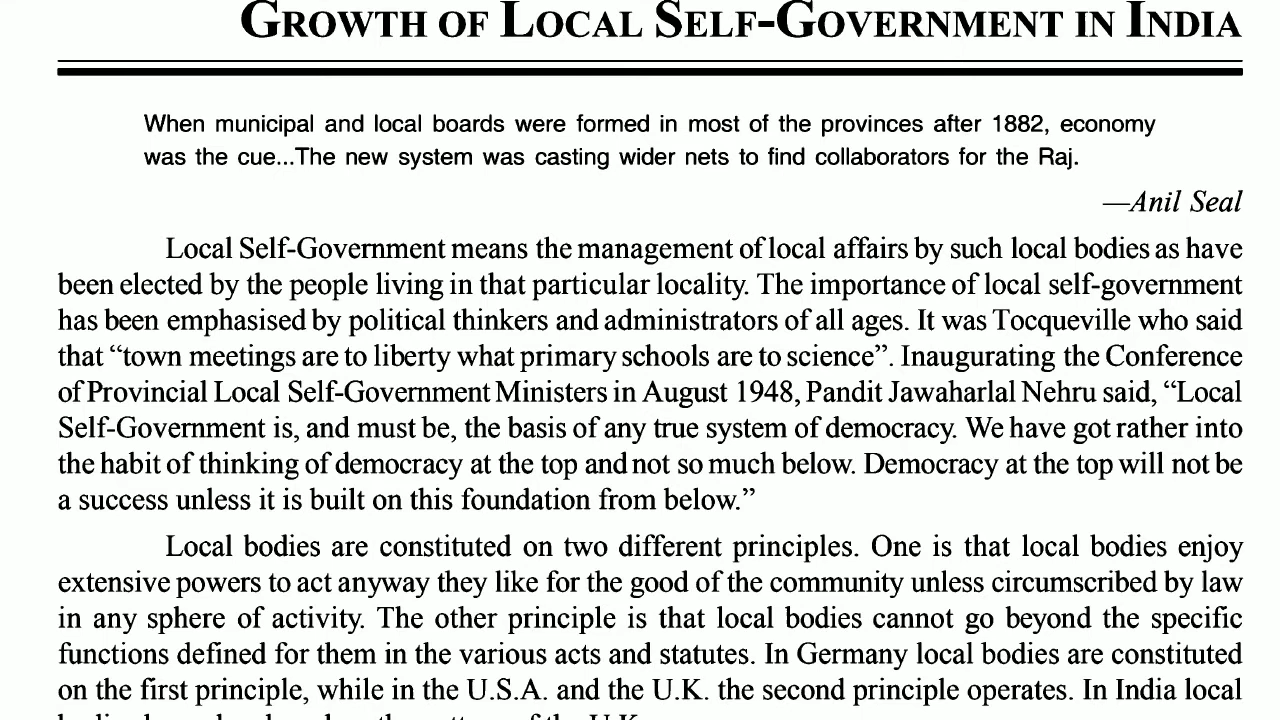 GROWTH OF LOCAL SELF-GOVERNMENT IN INDIA
When municipal and local boards were formed in most of the provinces after 1882, economy
was the cue...The new system was casting wider nets to find collaborators for the Raj.
—Anil Seal
Local Self-Government means the management of local affairs by such local bodies as have
been elected by the people living in that particular locality. The importance of local self-government
has been emphasised by political thinkers and administrators of all ages. It was Tocqueville who said
that “town meetings are to liberty what primary schools are to science”. Inaugurating the Conference
of Provincial Local Self-Government Ministers in August 1948, Pandit Jawaharlal Nehru said, “Local
Self-Government is, and must be, the basis of any true system of democracy. We have got rather into
the habit of thinking of democracy at the top and not so much below. Democracy at the top will not be
a success unless it is built on this foundation from below.”
Local bodies are constituted on two different principles. One is that local bodies enjoy
extensive powers to act anyway they like for the good of the community unless circumscribed by law
in any sphere of activity. The other principle is that local bodies cannot go beyond the specific
functions defined for them in the various acts and statutes. In Germany local bodies are constituted
on the first principle, while in the U.S.A. and the U.K. the second principle operates. In India local